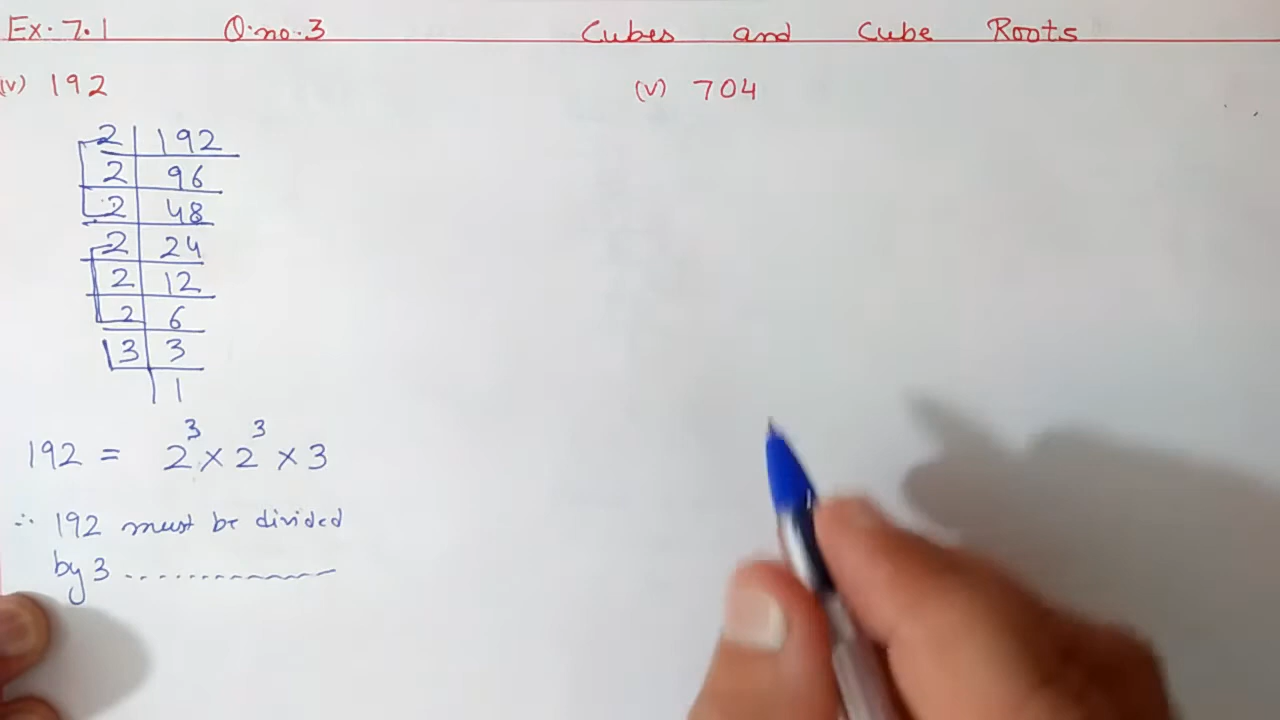 Ex. 7.1 Q.no.3 Cubes and Cube Roots
(v) 192
2 | 192
2 | 96
2 | 48
2 | 24
2 | 12
2 | 6
3 | 3
| 1
192 = 2³ × 2³ × 3
∴ 192 must be divided
by 3 ..............
(v) 704